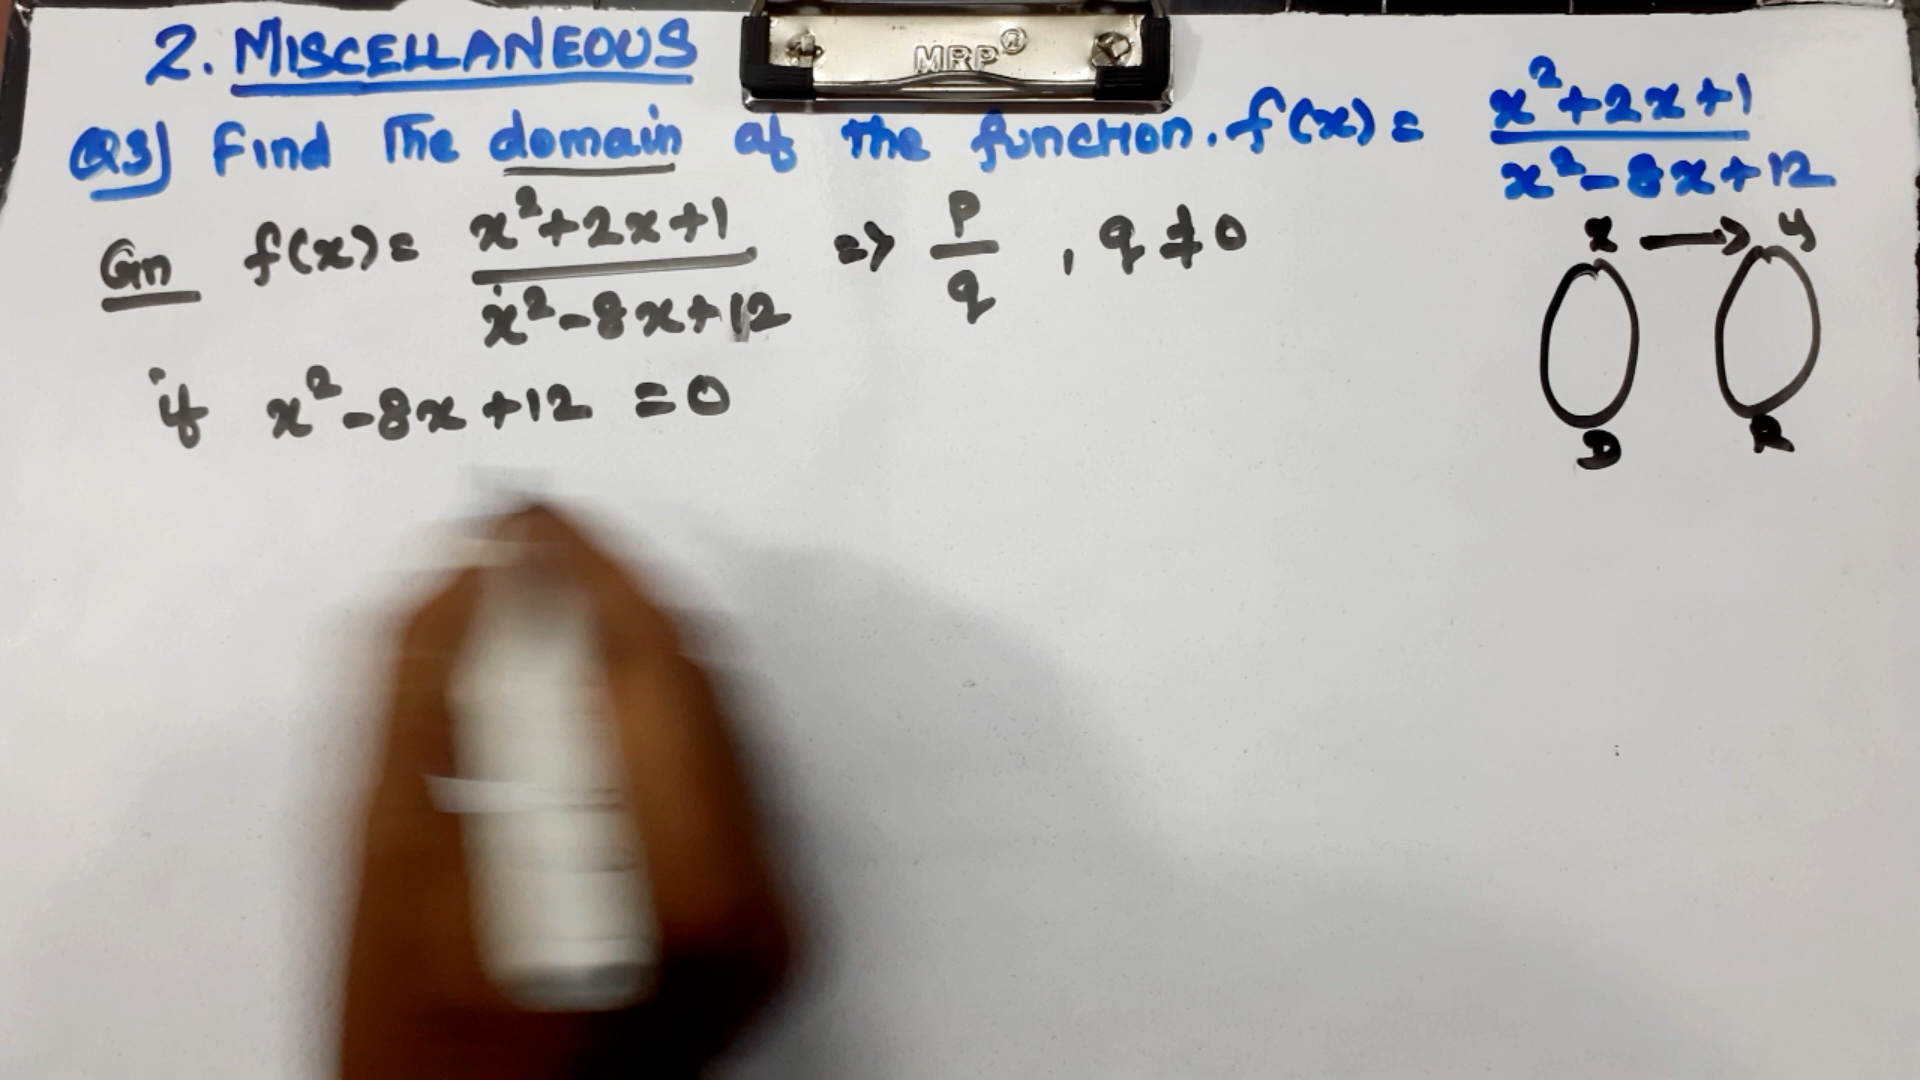 2. MISCELLANEOUS
MRP®
Q3] Find The domain of the function. f(x) = x²+2x+1 / x²-8x+12
Gn f(x) = x²+2x+1 / x²-8x+12 => p/q , q ≠ 0
x → y
if x²-8x+12 = 0
D R